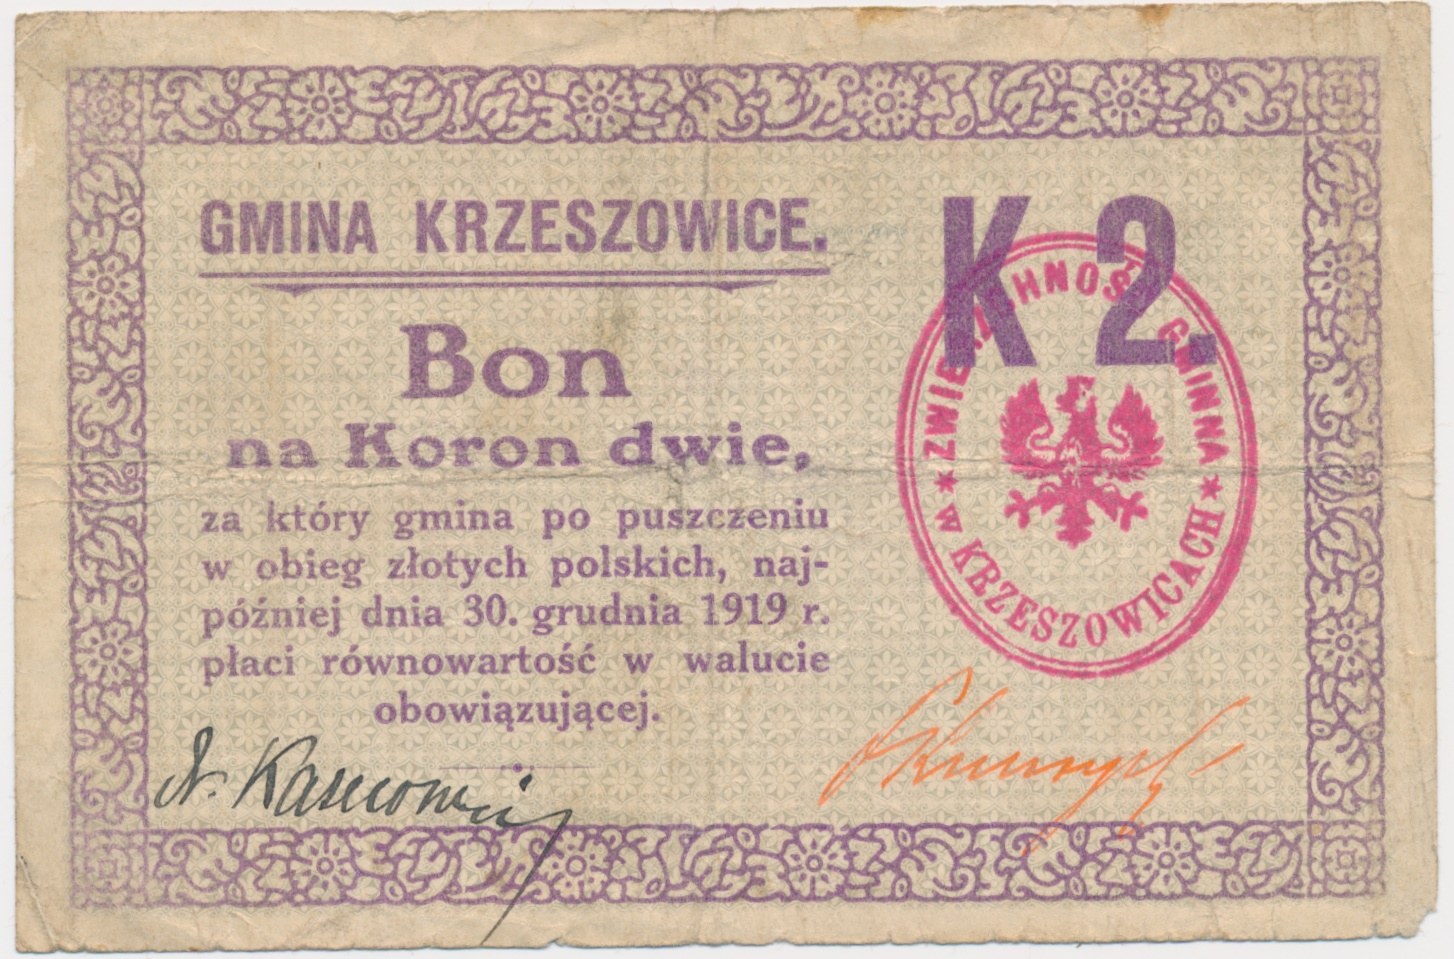 GMINA KRZESZOWICE.
K 2.
Bon
na Koron dwie,
za który gmina po puszczeniu
w obieg złotych polskich, naj-
później dnia 30. grudnia 1919 r.
płaci równowartość w walucie
obowiązującej.
ZWIERZCHNOŚĆ GMINNA
* W KRZESZOWICACH *